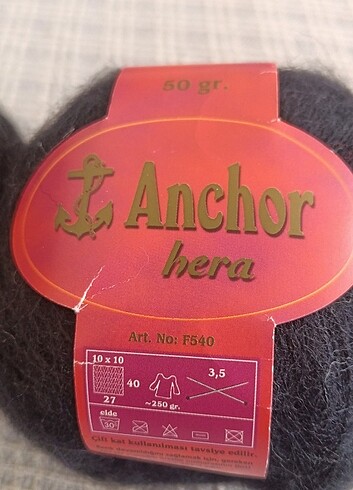 50 gr.
Anchor
hera
Art. No: F540
10 x 10
40
27
~250 gr.
3,5
elde
30°
Çift kat kullanılması tavsiye edilir.